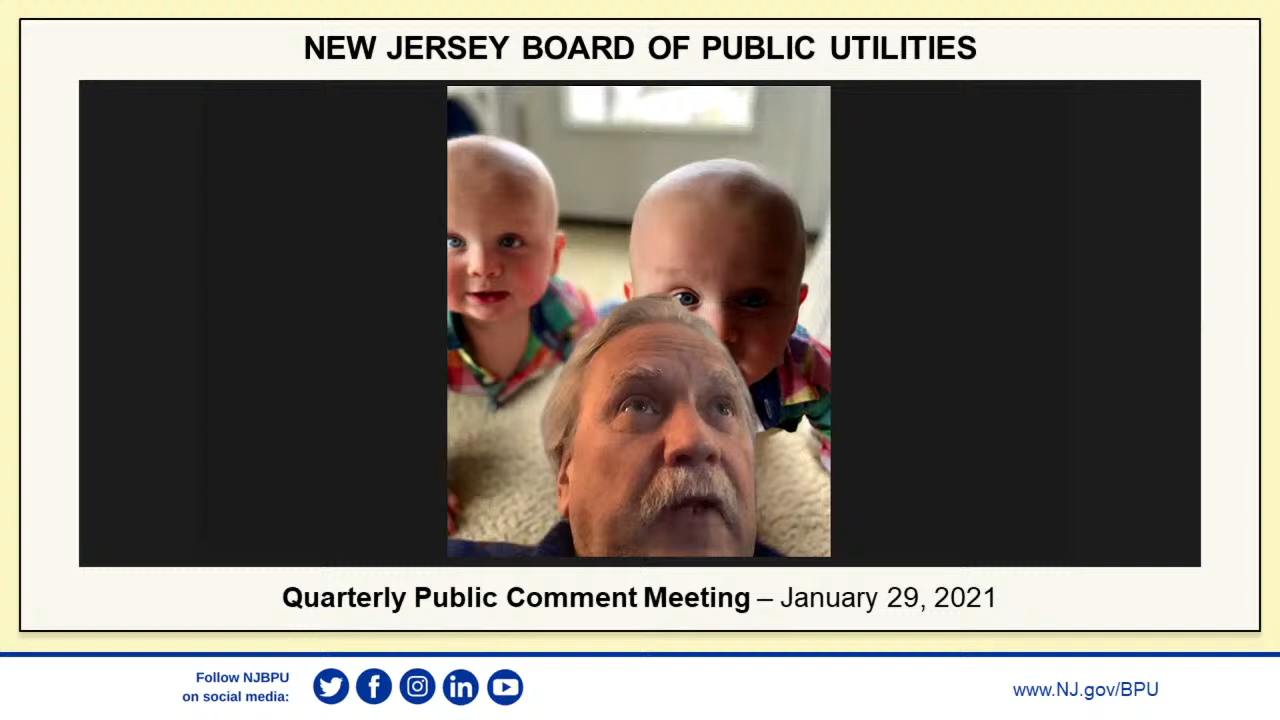 NEW JERSEY BOARD OF PUBLIC UTILITIES
Quarterly Public Comment Meeting – January 29, 2021
Follow NJBPU
on social media:
www.NJ.gov/BPU